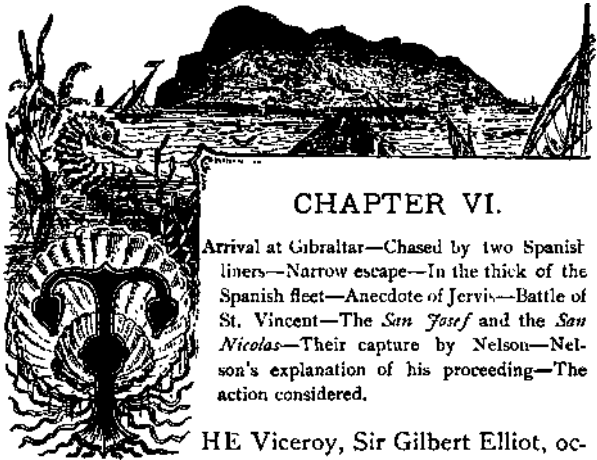 CHAPTER VI.
Arrival at Gibraltar—Chased by two Spanish
liners—Narrow escape—In the thick of the
Spanish fleet—Anecdote of Jervis—Battle of
St. Vincent—The San Josef and the San
Nicolas—Their capture by Nelson—Nel-
son's explanation of his proceeding—The
action considered.
HE Viceroy, Sir Gilbert Elliot, oc-